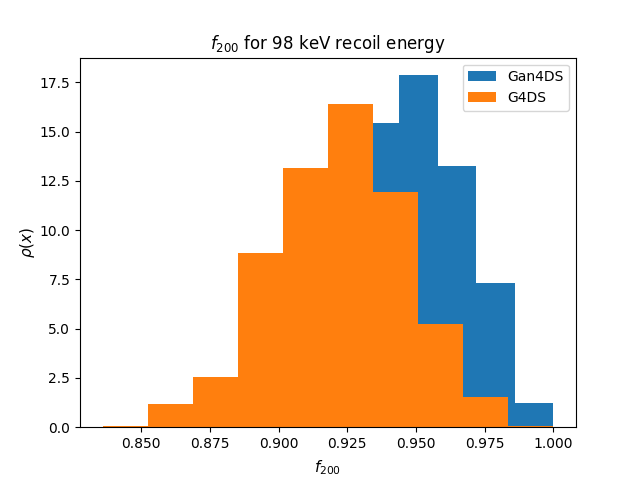 f₂₀₀ for 98 keV recoil energy
Gan4DS
G4DS
ρ(x)
17.5
15.0
12.5
10.0
7.5
5.0
2.5
0.0
0.850 0.875 0.900 0.925 0.950 0.975 1.000
f₂₀₀